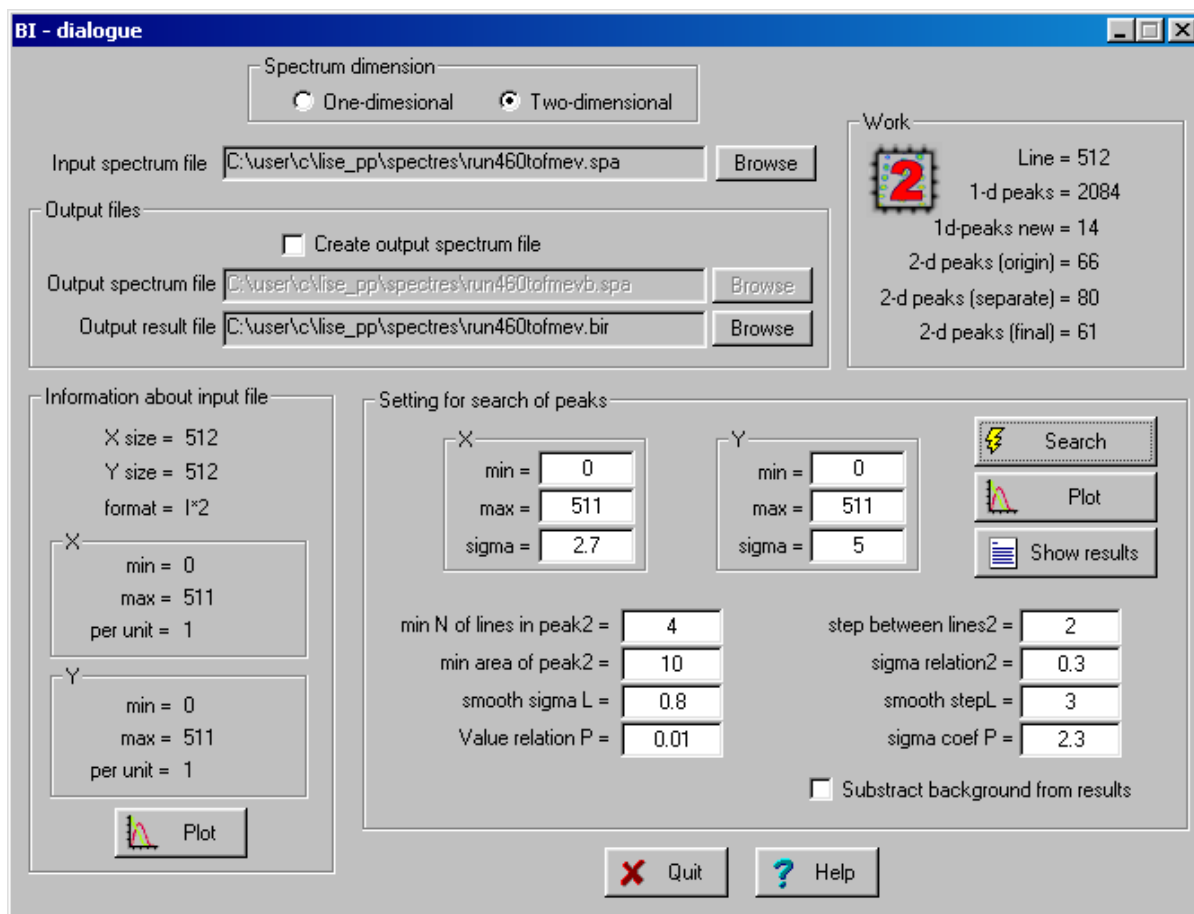 BI - dialogue
Spectrum dimension
One-dimesional Two-dimensional
Input spectrum file C:\user\c\lise_pp\spectres\run460tofmev.spa Browse
Output files
Create output spectrum file
Output spectrum file C:\user\c\lise_pp\spectres\run460tofmevb.spa Browse
Output result file C:\user\c\lise_pp\spectres\run460tofmev.bir Browse
Work
2
Line = 512
1-d peaks = 2084
1d-peaks new = 14
2-d peaks (origin) = 66
2-d peaks (separate) = 80
2-d peaks (final) = 61
Information about input file
X size = 512
Y size = 512
format = I*2
X
min = 0
max = 511
per unit = 1
Y
min = 0
max = 511
per unit = 1
Plot
Setting for search of peaks
X
min = 0
max = 511
sigma = 2.7
Y
min = 0
max = 511
sigma = 5
Search
Plot
Show results
min N of lines in peak2 = 4
min area of peak2 = 10
smooth sigma L = 0.8
Value relation P = 0.01
step between lines2 = 2
sigma relation2 = 0.3
smooth stepL = 3
sigma coef P = 2.3
Substract background from results
Quit
? Help